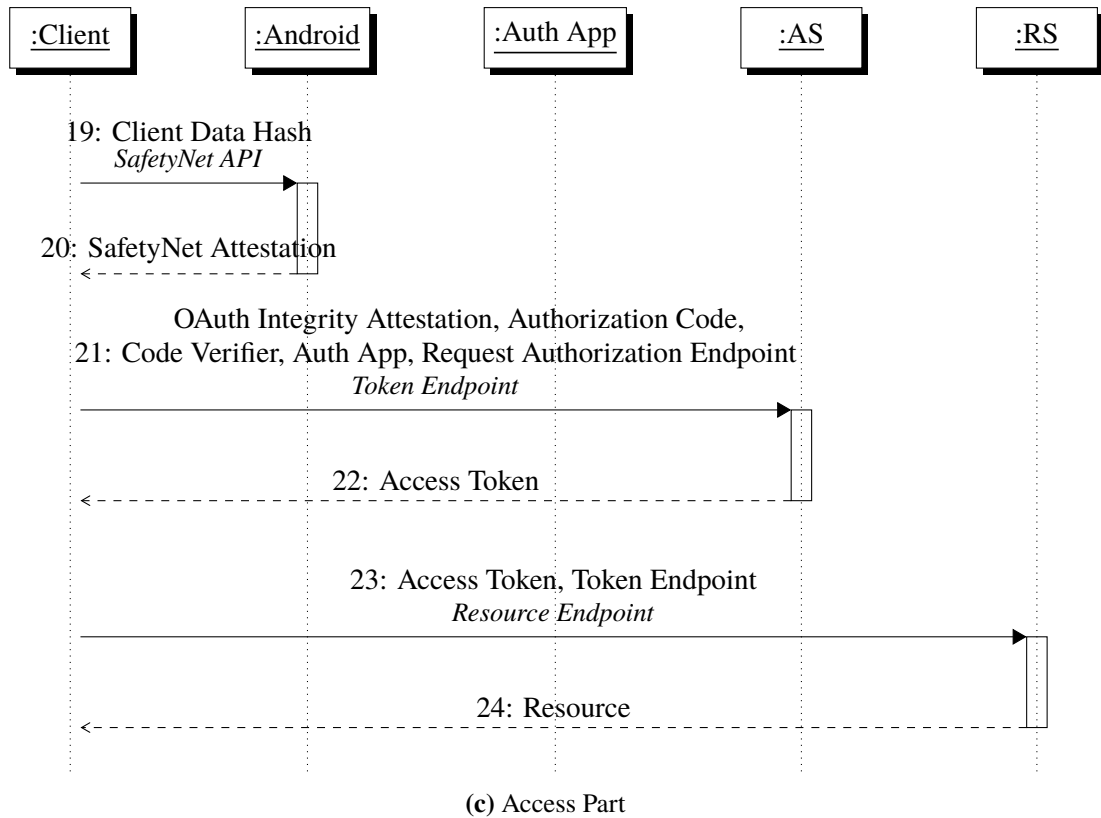 :Client
:Android
:Auth App
:AS
:RS
19: Client Data Hash
SafetyNet API
20: SafetyNet Attestation
OAuth Integrity Attestation, Authorization Code,
21: Code Verifier, Auth App, Request Authorization Endpoint
Token Endpoint
22: Access Token
23: Access Token, Token Endpoint
Resource Endpoint
24: Resource
(c) Access Part